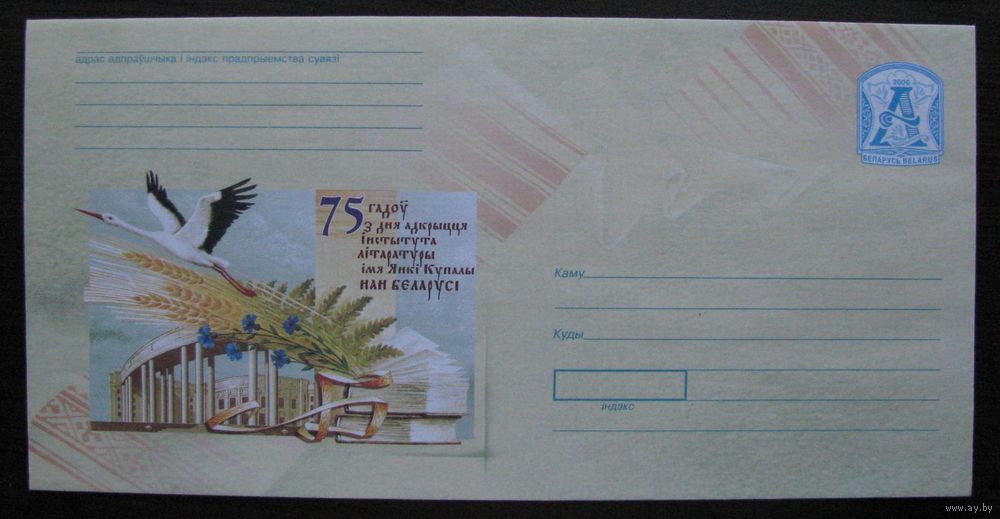 адрас адпраўшчыка і індэкс прадпрыемства сувязі
2006
А
БЕЛАРУСЬ BELARUS
75 гадоў
з дня адкрыцця
інстытута
літаратуры
імя Янкі Купалы
НАН БЕЛАРУСІ
Каму
Куды
індэкс
www.ay.by